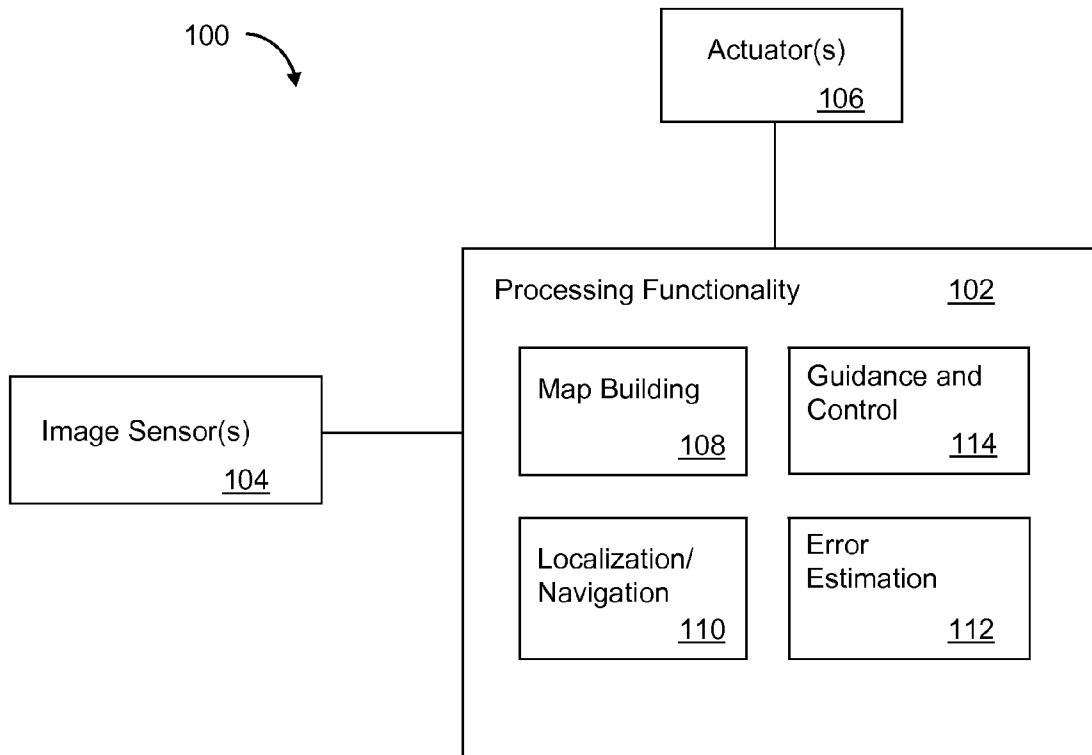 100
Actuator(s)
106
Processing Functionality 102
Map Building
108
Guidance and
Control
114
Image Sensor(s)
104
Localization/
Navigation
110
Error
Estimation
112